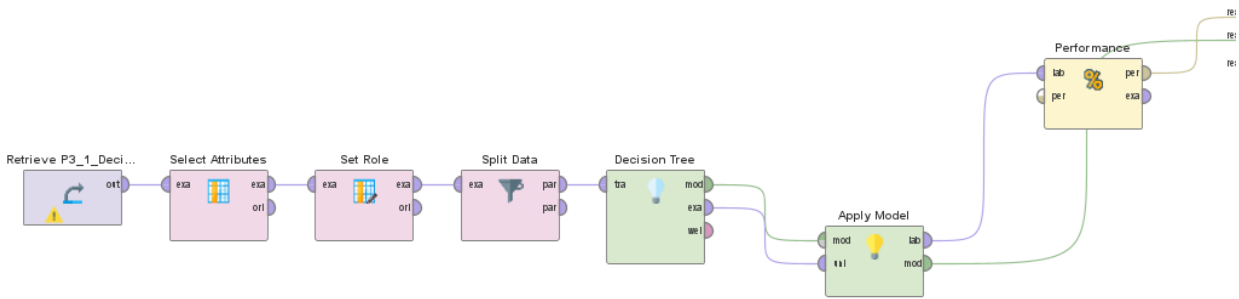 res
res
res
Performance
lab
per
%
per
exa
Retrieve P3_1_Deci...
Select Attributes
Set Role
Split Data
Decision Tree
out
exa
exa
ori
exa
exa
ori
exa
par
par
tra
mod
exa
wei
Apply Model
mod
lab
unl
mod